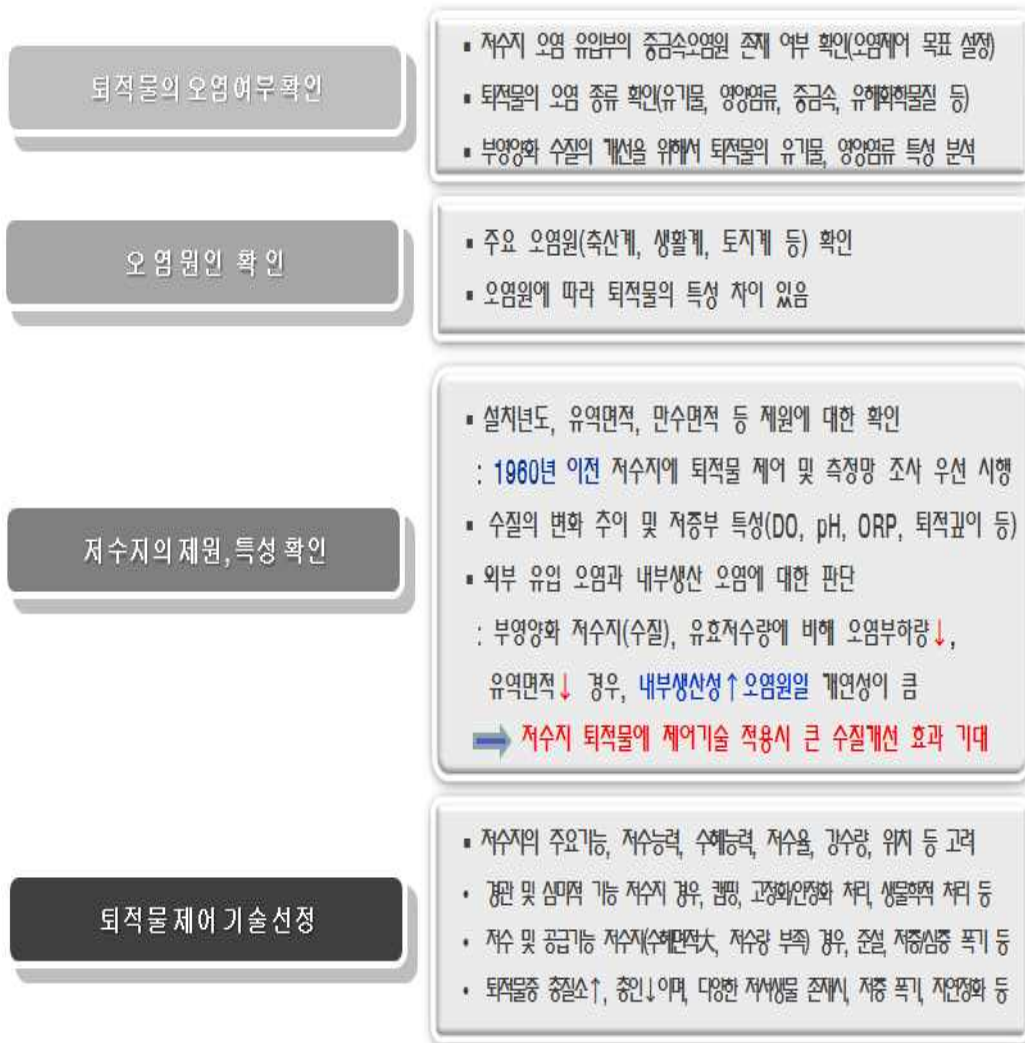 퇴적물의 오염여부 확인
▪ 저수지 오염 유입부의 중금속오염원 존재 여부 확인(오염제어 목표 설정)
▪ 퇴적물의 오염 종류 확인(유기물, 영양염류, 중금속, 유해화학물질 등)
▪ 부영양화 수질의 개선을 위해서 퇴적물의 유기물, 영양염류 특성 분석
오염원인 확인
▪ 주요 오염원(축산계, 생활계, 토지계 등) 확인
▪ 오염원에 따라 퇴적물의 특성 차이 있음
저수지의 제원, 특성 확인
▪ 설치년도, 유역면적, 만수면적 등 제원에 대한 확인
: 1960년 이전 저수지에 퇴적물 제어 및 측정망 조사 우선 시행
▪ 수질의 변화 추이 및 저층부 특성(DO, pH, ORP, 퇴적깊이 등)
▪ 외부 유입 오염과 내부생산 오염에 대한 판단
: 부영양화 저수지(수질), 유효저수량에 비해 오염부하량↓,
유역면적↓ 경우, 내부생산성↑오염원일 개연성이 큼
저수지 퇴적물에 제어기술 적용시 큰 수질개선 효과 기대
퇴적물 제어 기술선정
▪ 저수지의 주요기능, 저수능력, 수혜능력, 저수율, 강수량, 위치 등 고려
• 경관 및 심미적 기능 저수지 경우, 캡핑, 고정화/안정화 처리, 생물학적 처리 등
• 저수 및 공급기능 저수지(수혜면적大, 저수량 부족) 경우, 준설, 저층/심층 폭기 등
• 퇴적물중 총질소↑, 총인↓이며, 다양한 저서생물 존재시, 저층 폭기, 자연정화 등